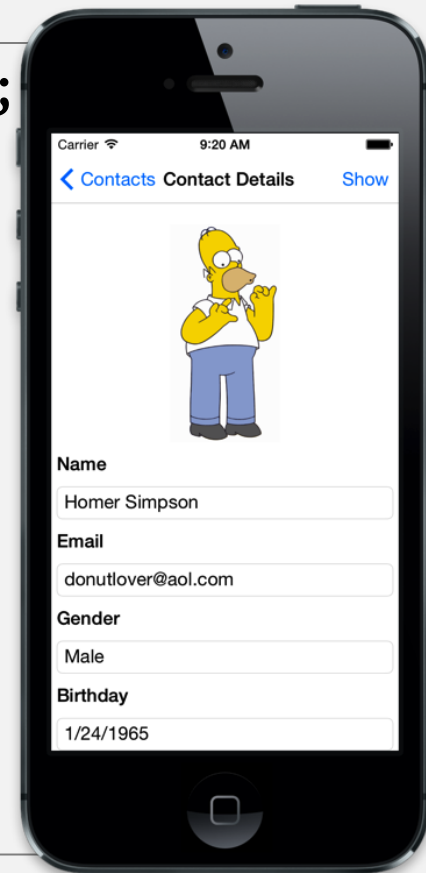 ;
Carrier 9:20 AM
Contacts Contact Details Show
Name
Homer Simpson
Email
donutlover@aol.com
Gender
Male
Birthday
1/24/1965